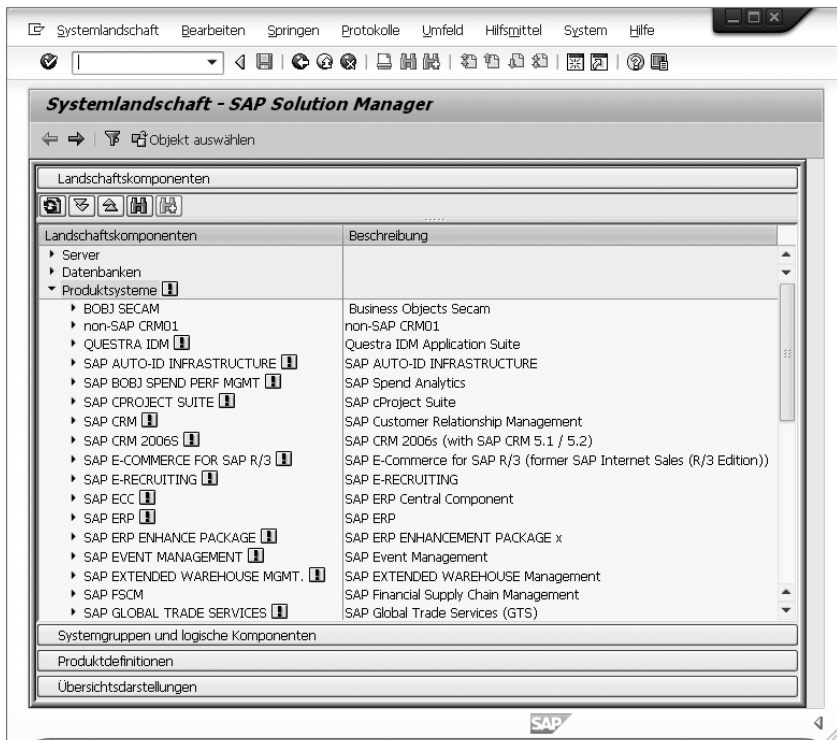 Systemlandschaft Bearbeiten Springen Protokolle Umfeld Hilfsmittel System Hilfe
Systemlandschaft - SAP Solution Manager
Objekt auswählen
Landschaftskomponenten
Landschaftskomponenten Beschreibung
Server
Datenbanken
Produktsysteme
BOBJ SECAM Business Objects Secam
non-SAP CRM01 non-SAP CRM01
QUESTRA IDM Questra IDM Application Suite
SAP AUTO-ID INFRASTRUCTURE SAP AUTO-ID INFRASTRUCTURE
SAP BOBJ SPEND PERF MGMT SAP Spend Analytics
SAP CPROJECT SUITE SAP cProject Suite
SAP CRM SAP Customer Relationship Management
SAP CRM 2006S SAP CRM 2006s (with SAP CRM 5.1 / 5.2)
SAP E-COMMERCE FOR SAP R/3 SAP E-Commerce for SAP R/3 (former SAP Internet Sales (R/3 Edition))
SAP E-RECRUITING SAP E-RECRUITING
SAP ECC SAP ERP Central Component
SAP ERP SAP ERP
SAP ERP ENHANCE PACKAGE SAP ERP ENHANCEMENT PACKAGE x
SAP EVENT MANAGEMENT SAP Event Management
SAP EXTENDED WAREHOUSE MGMT. SAP EXTENDED WAREHOUSE Management
SAP FSCM SAP Financial Supply Chain Management
SAP GLOBAL TRADE SERVICES SAP Global Trade Services (GTS)
Systemgruppen und logische Komponenten
Produktdefinitionen
Übersichtsdarstellungen
SAP